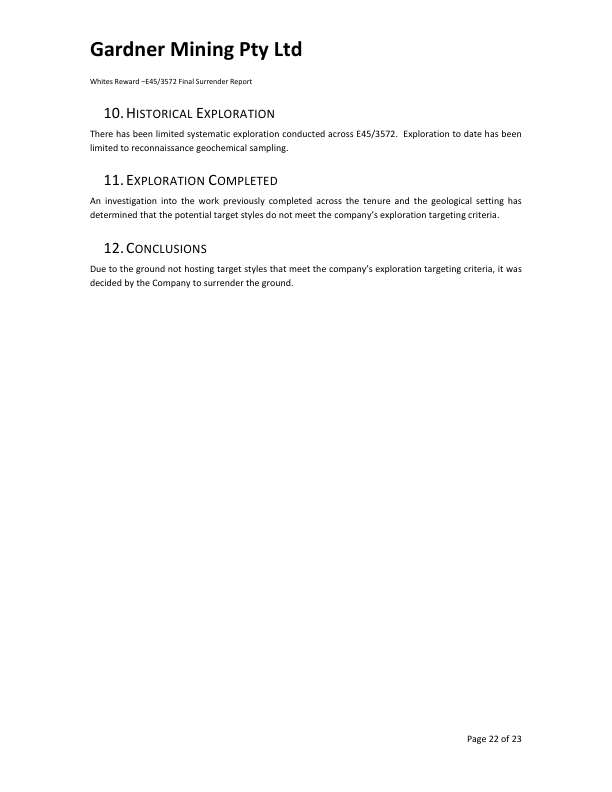 Gardner Mining Pty Ltd
Whites Reward –E45/3572 Final Surrender Report
10. HISTORICAL EXPLORATION
There has been limited systematic exploration conducted across E45/3572.  Exploration to date has been
limited to reconnaissance geochemical sampling.
11. EXPLORATION COMPLETED
An investigation into the work previously completed across the tenure and the geological setting has
determined that the potential target styles do not meet the company’s exploration targeting criteria.
12. CONCLUSIONS
Due to the ground not hosting target styles that meet the company’s exploration targeting criteria, it was
decided by the Company to surrender the ground.
Page 22 of 23